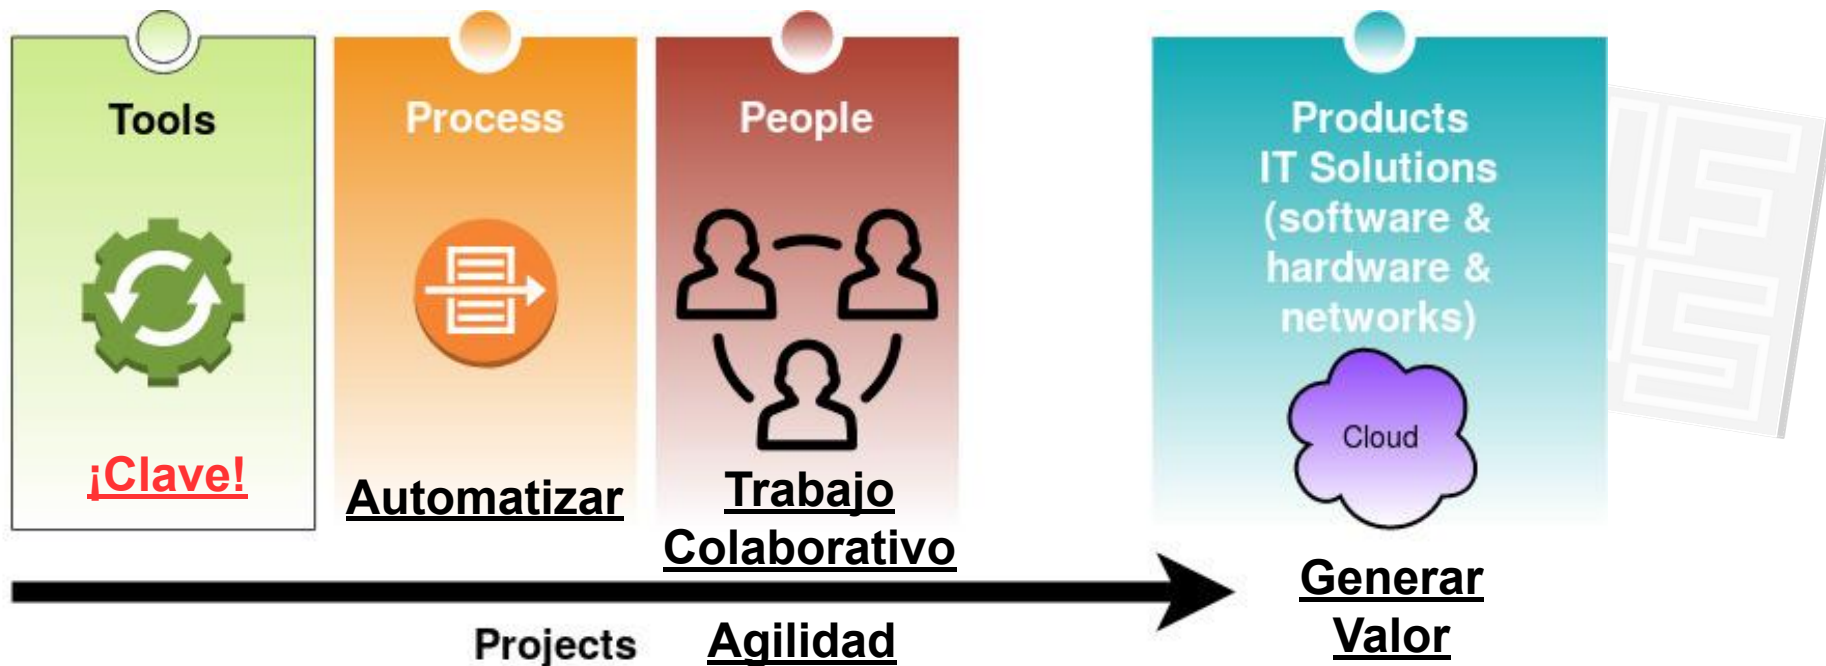 Tools
¡Clave!
Process
Automatizar
People
Trabajo
Colaborativo
Products
IT Solutions
(software &
hardware &
networks)
Cloud
Generar
Valor
Projects
Agilidad